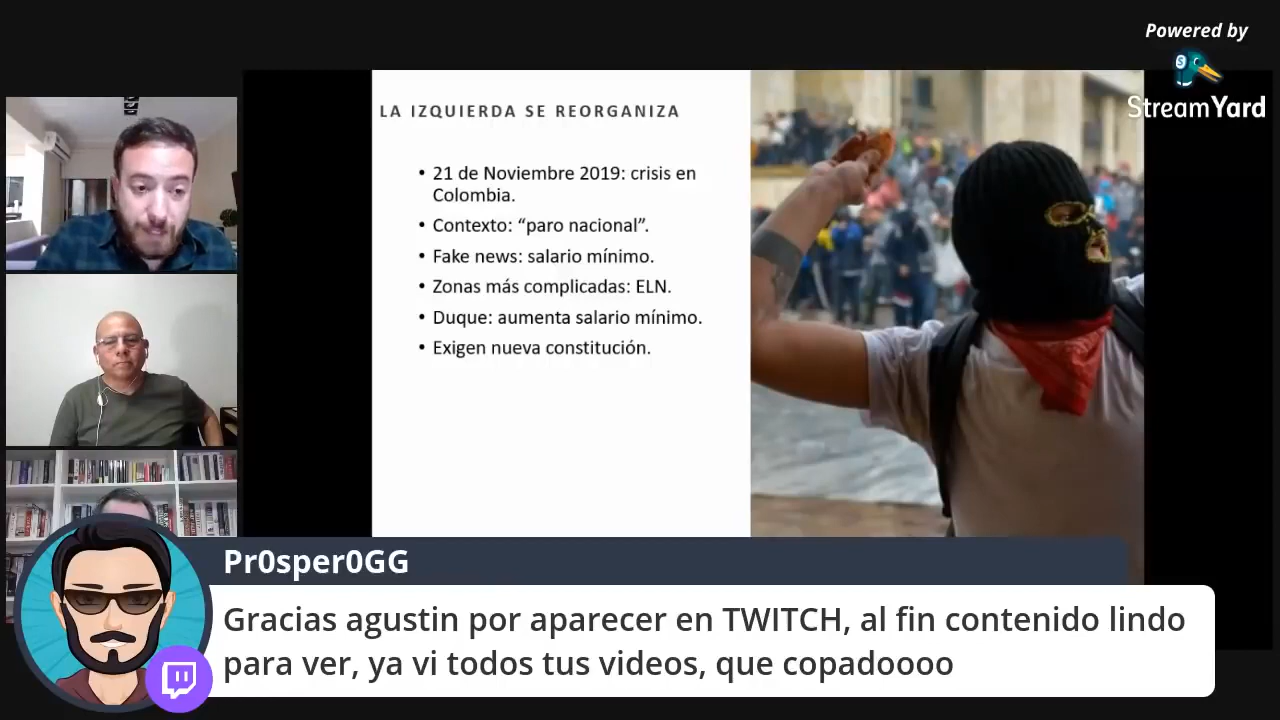 Powered by
StreamYard
LA IZQUIERDA SE REORGANIZA
• 21 de Noviembre 2019: crisis en
Colombia.
• Contexto: “paro nacional”.
• Fake news: salario mínimo.
• Zonas más complicadas: ELN.
• Duque: aumenta salario mínimo.
• Exigen nueva constitución.
Pr0sper0GG
Gracias agustin por aparecer en TWITCH, al fin contenido lindo
para ver, ya vi todos tus videos, que copadoooo